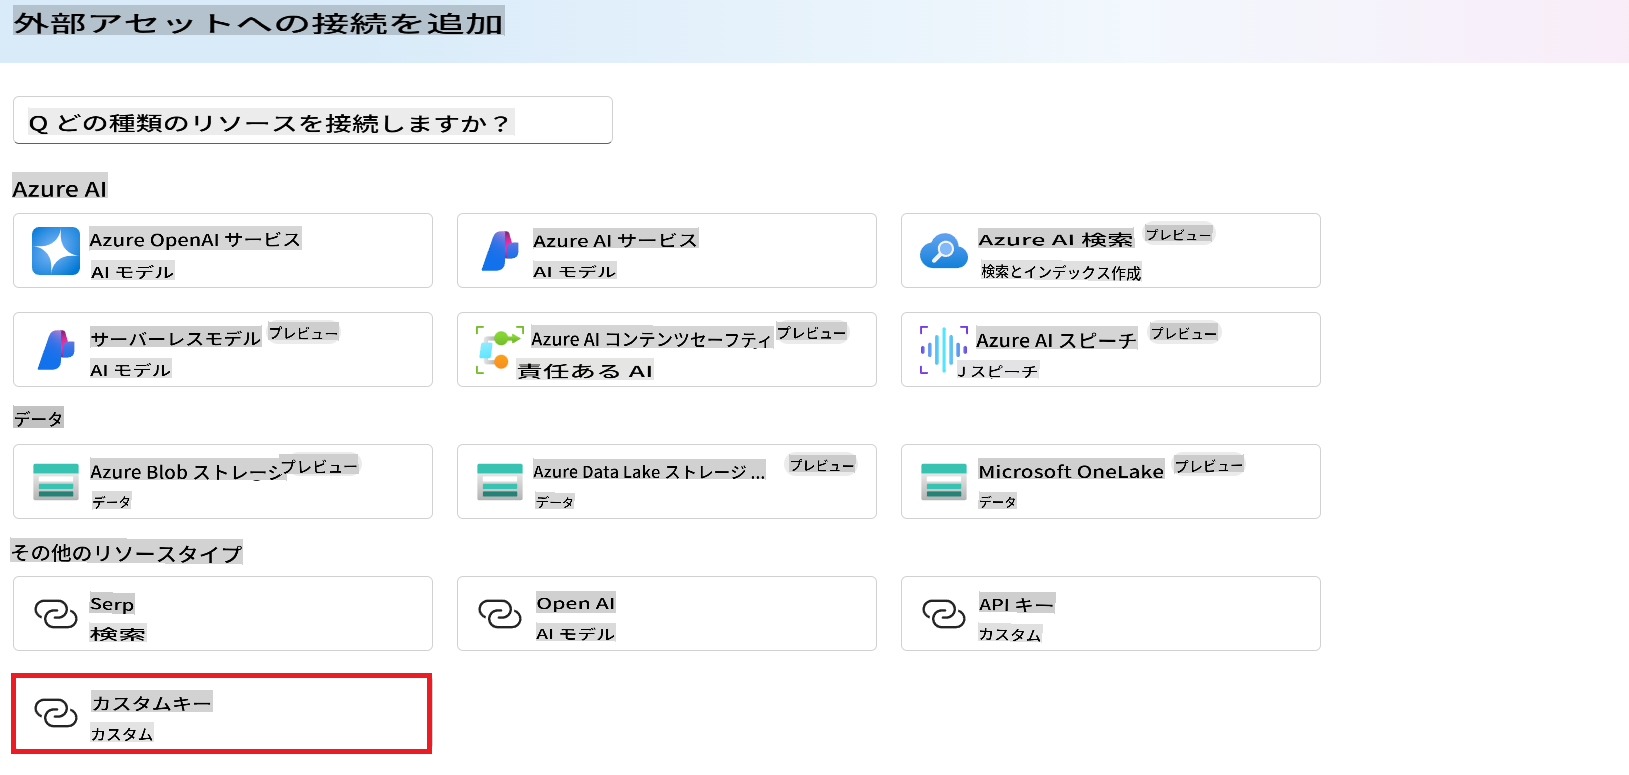 外部アセットへの接続を追加
Q どの種類のリソースを接続しますか？
Azure AI
Azure OpenAI サービス
AI モデル
Azure AI サービス
AI モデル
Azure AI 検索 プレビュー
検索とインデックス作成
サーバーレスモデル プレビュー
AI モデル
Azure AI コンテンツセーフティ プレビュー
責任ある AI
Azure AI スピーチ プレビュー
J スピーチ
データ
Azure Blob ストレージ プレビュー
データ
Azure Data Lake ストレージ ... プレビュー
データ
Microsoft OneLake プレビュー
データ
その他のリソースタイプ
Serp
検索
Open AI
AI モデル
API キー
カスタム
カスタムキー
カスタム